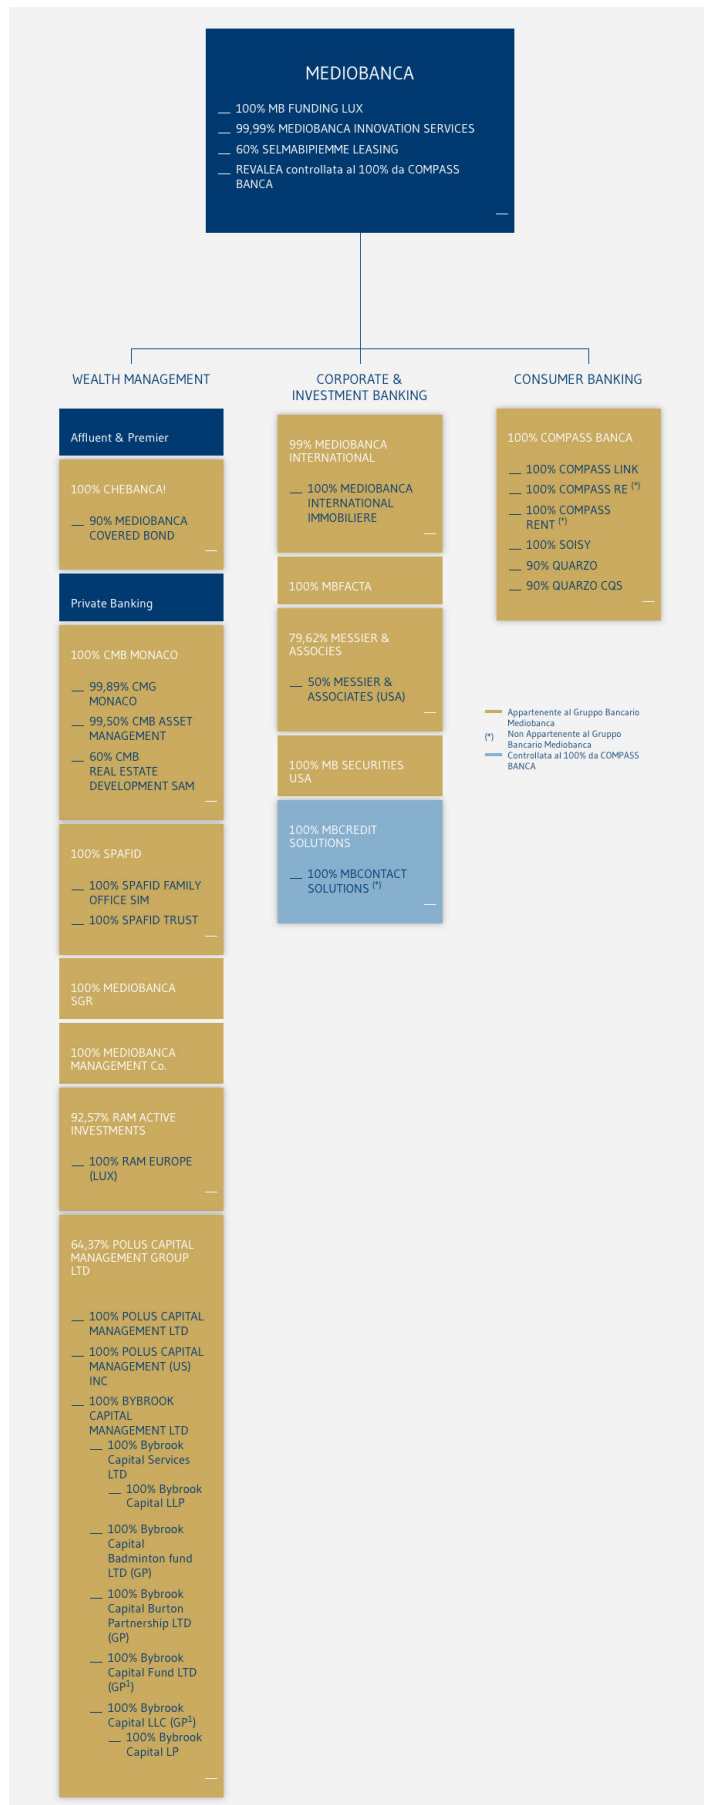 MEDIOBANCA
100% MB FUNDING LUX
99,99% MEDIOBANCA INNOVATION SERVICES
60% SELMABIPIEMME LEASING
REVALEA controllata al 100% da COMPASS
BANCA
WEALTH MANAGEMENT
Affluent & Premier
100% CHEBANCA!
90% MEDIOBANCA
COVERED BOND
Private Banking
100% CMB MONACO
99,89% CMG
MONACO
99,50% CMB ASSET
MANAGEMENT
60% CMB
REAL ESTATE
DEVELOPMENT SAM
100% SPAFID
100% SPAFID FAMILY
OFFICE SIM
100% SPAFID TRUST
100% MEDIOBANCA
SGR
100% MEDIOBANCA
MANAGEMENT Co.
92,57% RAM ACTIVE
INVESTMENTS
100% RAM EUROPE
(LUX)
64,37% POLUS CAPITAL
MANAGEMENT GROUP
LTD
100% POLUS CAPITAL
MANAGEMENT LTD
100% POLUS CAPITAL
MANAGEMENT (US)
INC
100% BYBROOK
CAPITAL
MANAGEMENT LTD
100% Bybrook
Capital Services
LTD
100% Bybrook
Capital LLP
100% Bybrook
Capital
Badminton fund
LTD (GP)
100% Bybrook
Capital Burton
Partnership LTD
(GP)
100% Bybrook
Capital Fund LTD
(GP1)
100% Bybrook
Capital LLC (GP1)
100% Bybrook
Capital LP
CORPORATE &
INVESTMENT BANKING
99% MEDIOBANCA
INTERNATIONAL
100% MEDIOBANCA
INTERNATIONAL
IMMOBILIERE
100% MBFACTA
79,62% MESSIER &
ASSOCIES
50% MESSIER &
ASSOCIATES (USA)
100% MB SECURITIES
USA
100% MBCREDIT
SOLUTIONS
100% MBCONTACT
SOLUTIONS (*)
CONSUMER BANKING
100% COMPASS BANCA
100% COMPASS LINK
100% COMPASS RE (*)
100% COMPASS
RENT (*)
100% SOISY
90% QUARZO
90% QUARZO CQS
Appartenente al Gruppo Bancario
Mediobanca
(*) Non Appartenente al Gruppo
Bancario Mediobanca
Controllata al 100% da COMPASS
BANCA